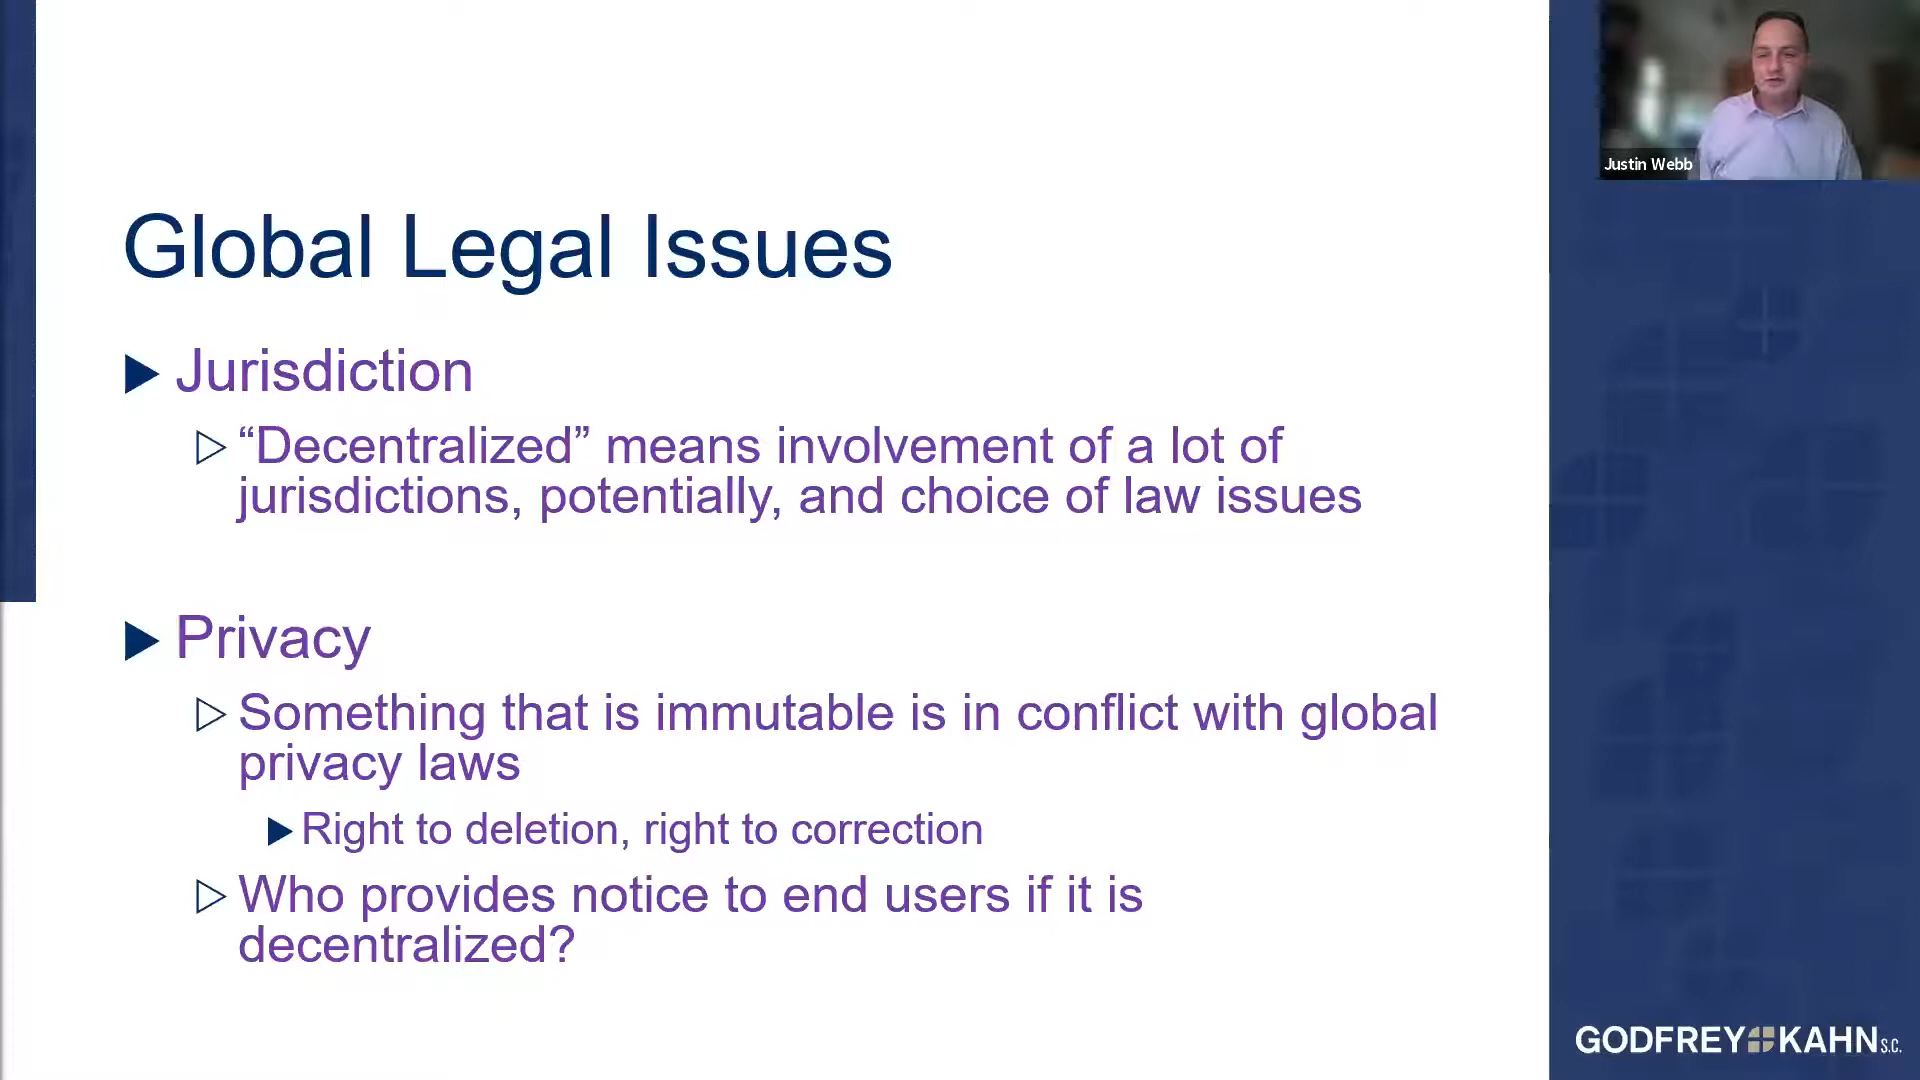 Justin Webb
Global Legal Issues
Jurisdiction
“Decentralized” means involvement of a lot of
jurisdictions, potentially, and choice of law issues
Privacy
Something that is immutable is in conflict with global
privacy laws
Right to deletion, right to correction
Who provides notice to end users if it is
decentralized?
GODFREY KAHN S.C.